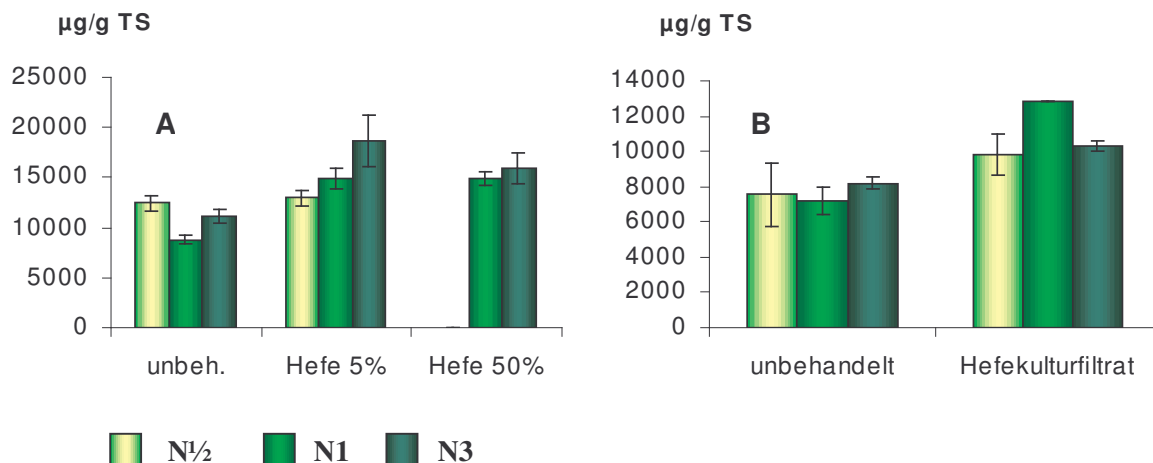 µg/g TS
25000
20000
15000
10000
5000
0
A
unbeh. Hefe 5% Hefe 50%
µg/g TS
14000
12000
10000
8000
6000
4000
2000
0
B
unbehandelt Hefekulturfiltrat
N½ N1 N3